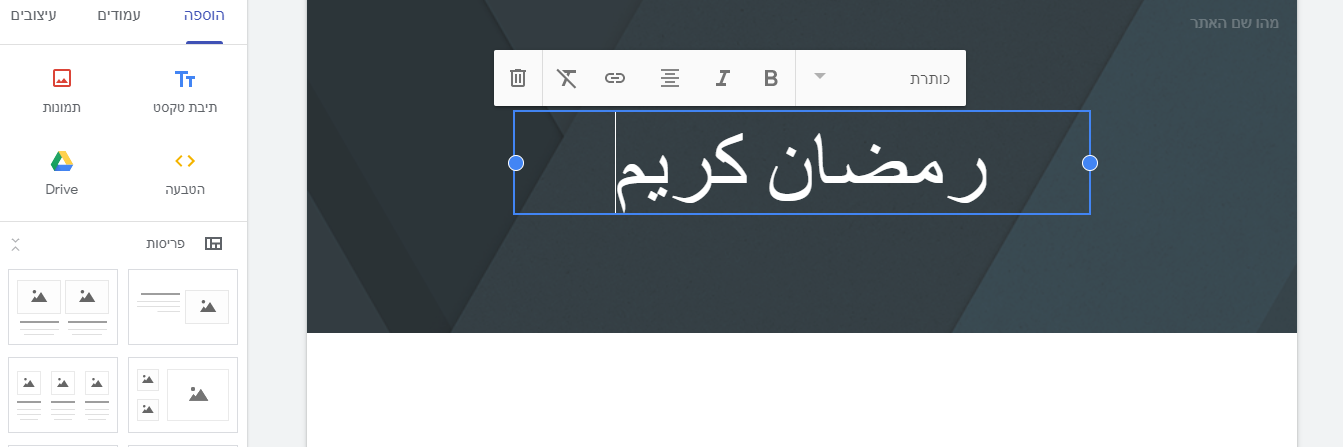 הוספה עמודים עיצובים
מהו שם האתר
תיבת טקסט תמונות
הטבעה Drive
פריסות
כותרת B I
رمضان كريم